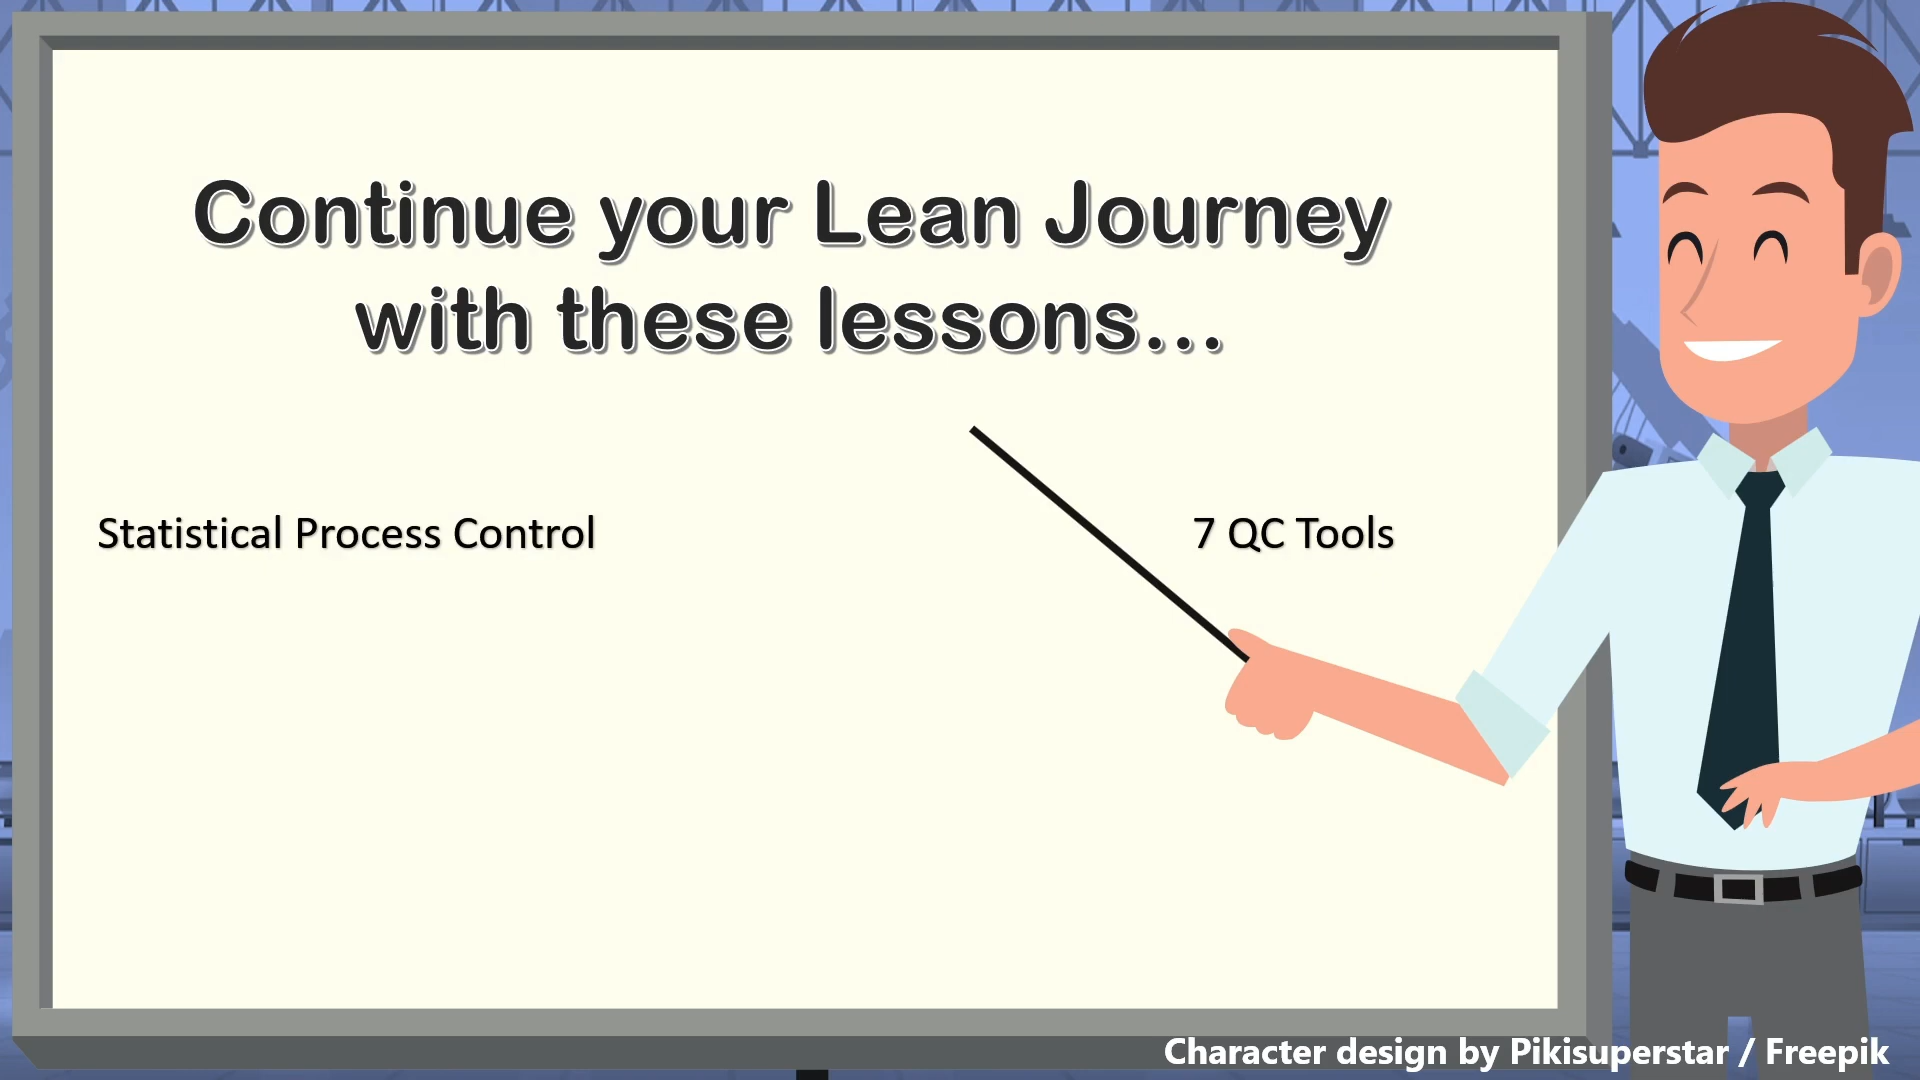 Continue your Lean Journey
with these lessons...
Statistical Process Control
7 QC Tools
Character design by Pikisuperstar / Freepik